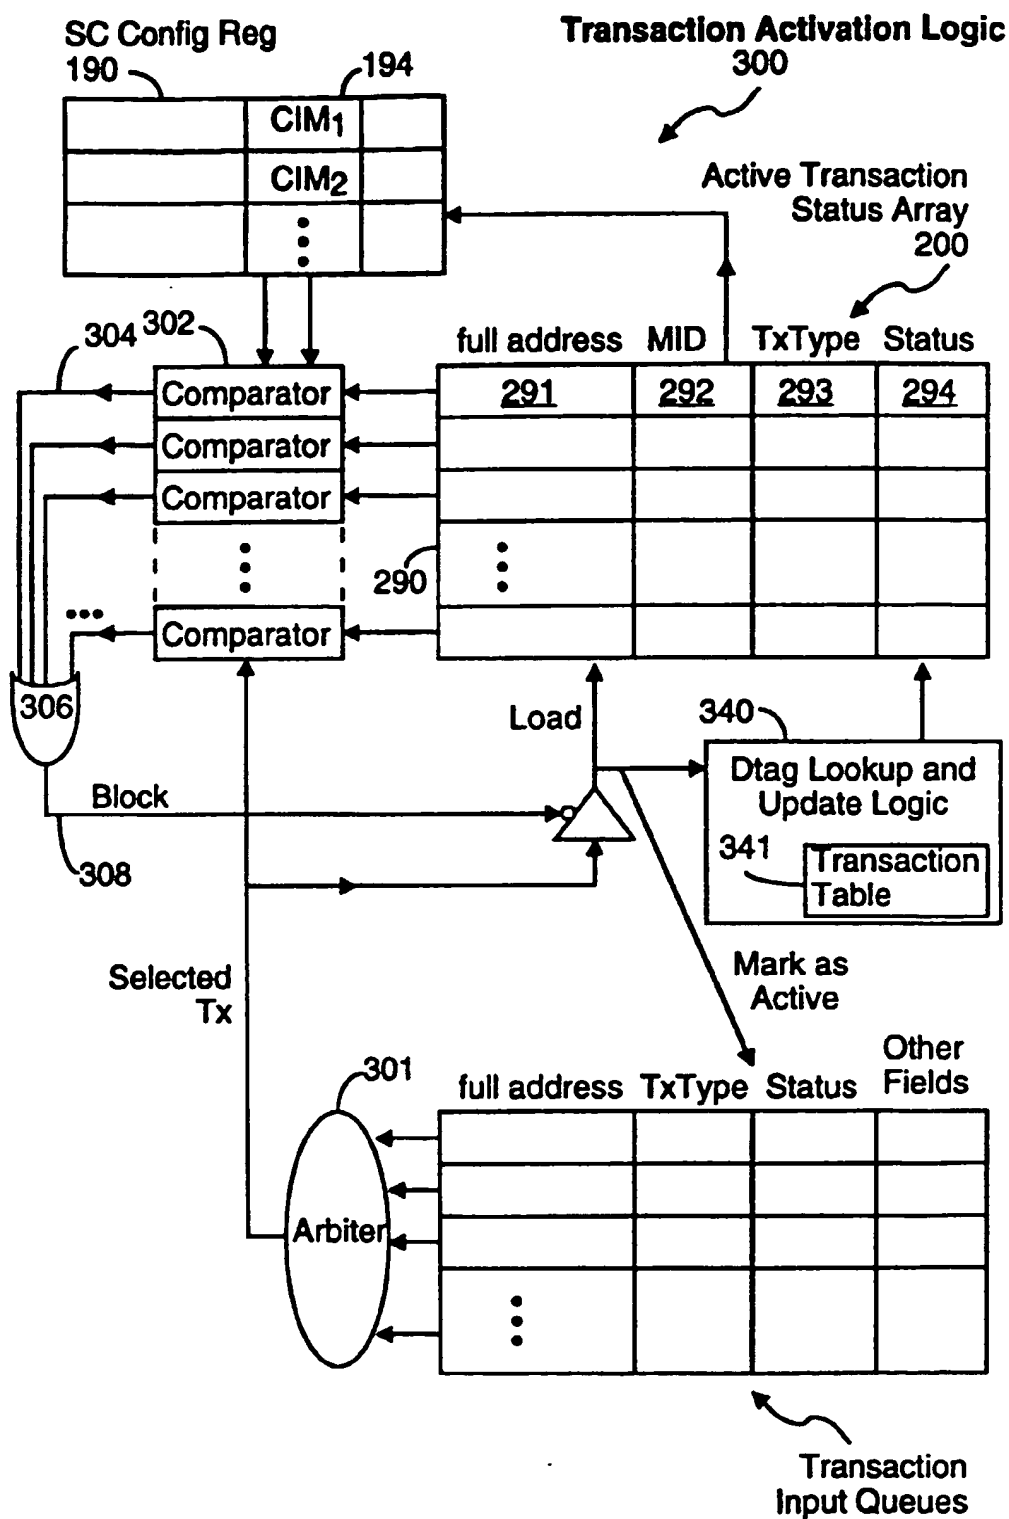 SC Config Reg
190
194
Transaction Activation Logic
300
CIM1
CIM2
Active Transaction
Status Array
200
304
302
full address MID TxType Status
291 292 293 294
Comparator
Comparator
Comparator
290
Comparator
306
Load
340
Dtag Lookup and
Update Logic
341
Transaction
Table
Block
308
Selected
Tx
Mark as
Active
301
Arbiter
full address TxType Status Other
Fields
Transaction
Input Queues